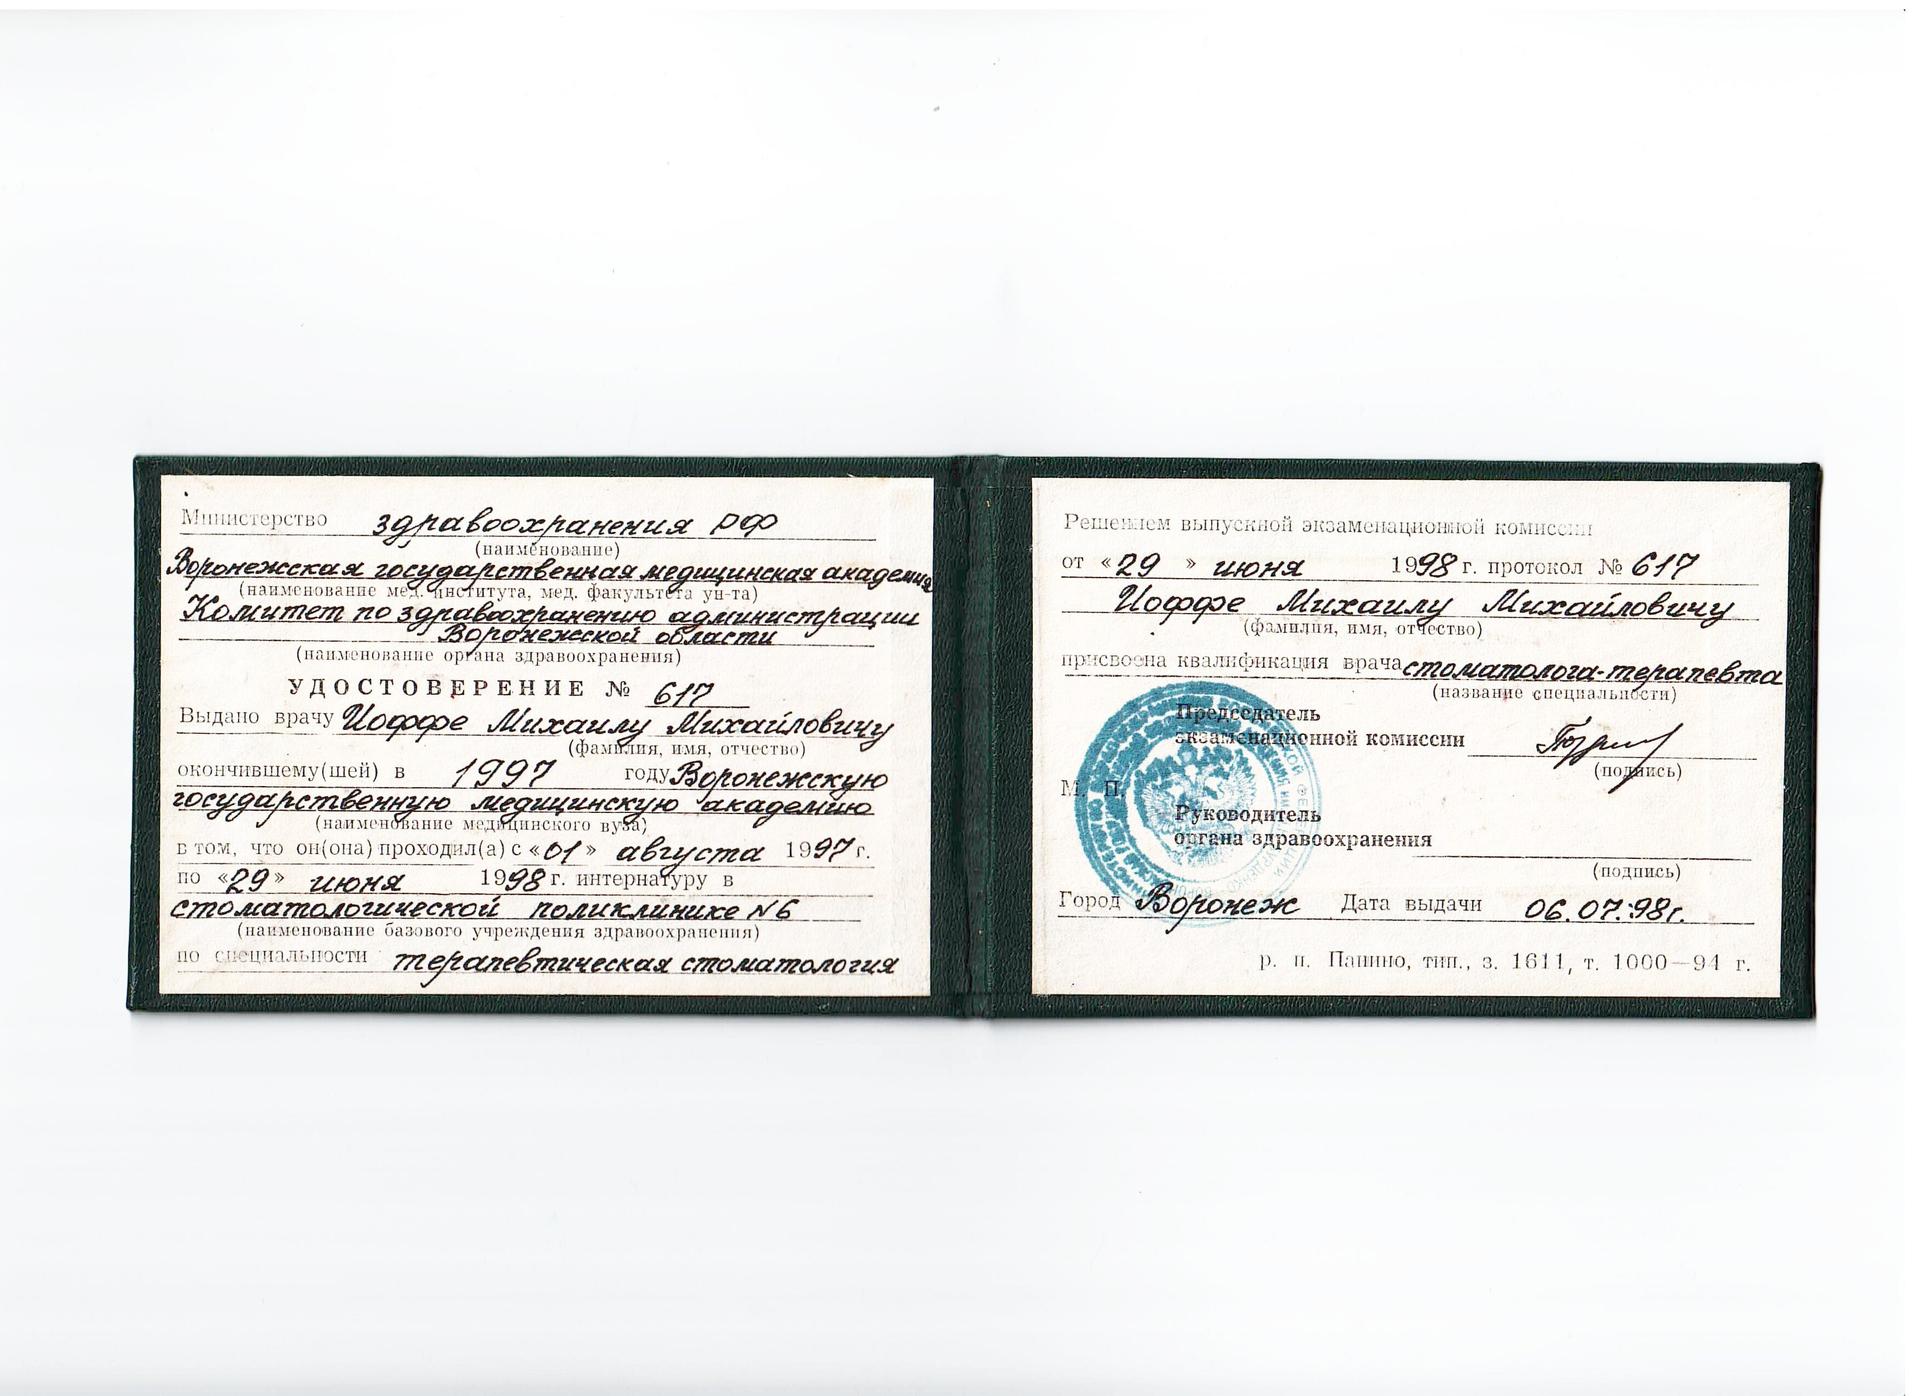 Министерство здравоохранения РФ
(наименование)
Воронежская государственная медицинская академия
(наименование мед. института, мед. факультета ун-та)
Комитет по здравоохранению администрации
Воронежской области
(наименование органа здравоохранения)
УДОСТОВЕРЕНИЕ № 617
Выдано врачу Иоффе Михаилу Михайловичу
(фамилия, имя, отчество)
окончившему(шей) в 1997 году Воронежскую
государственную медицинскую академию
(наименование медицинского вуза)
в том, что он(она) проходил(а) с «01» августа 1997 г.
по «29» июня 1998 г. интернатуру в
стоматологической поликлинике N6
(наименование базового учреждения здравоохранения)
по специальности терапевтическая стоматология
Решением выпускной экзаменационной комиссии
от «29» июня 1998 г. протокол № 617
Иоффе Михаилу Михайловичу
(фамилия, имя, отчество)
присвоена квалификация врача стоматолога-терапевта
(название специальности)
Председатель
экзаменационной комиссии
(подпись)
М. П.
Руководитель
органа здравоохранения
(подпись)
Город Воронеж Дата выдачи 06.07.98г.
р. п. Панино, тип., з. 1611, т. 1000—94 г.